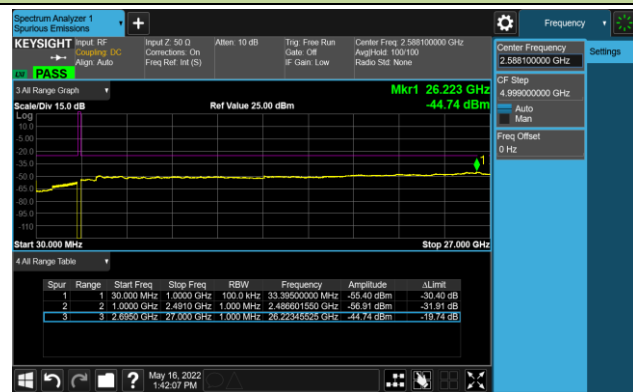 Spectrum Analyzer 1
Spurious Emissions
Frequency
KEYSIGHT
Input: RF
Coupling: DC
Align: Auto
Input Z: 50 Ω
Corrections: On
Freq Ref: Int (S)
Atten: 10 dB
Trig: Free Run
Gate: Off
IF Gain: Low
Center Freq: 2.588100000 GHz
Avg|Hold: 100/100
Radio Std: None
PASS
3 All Range Graph
Mkr1 26.223 GHz
Scale/Div 15.0 dB
Ref Value 25.00 dBm
-44.74 dBm
Log
10.0
-5.00
-20.0
-35.0
-50.0
-65.0
-80.0
-95.0
-110
1
Start 30.000 MHz
Stop 27.000 GHz
4 All Range Table
Spur Range Start Freq Stop Freq RBW Frequency Amplitude ΔLimit
1 1 30.000 MHz 1.0000 GHz 100.0 kHz 33.39500000 MHz -55.40 dBm -30.40 dB
2 2 1.0000 GHz 2.4910 GHz 1.000 MHz 2.486601550 GHz -56.91 dBm -31.91 dB
3 3 2.6950 GHz 27.000 GHz 1.000 MHz 26.22345525 GHz -44.74 dBm -19.74 dB
Center Frequency
2.588100000 GHz
Settings
CF Step
4.999000000 GHz
Auto
Man
Freq Offset
0 Hz
?
May 16, 2022
1:42:07 PM